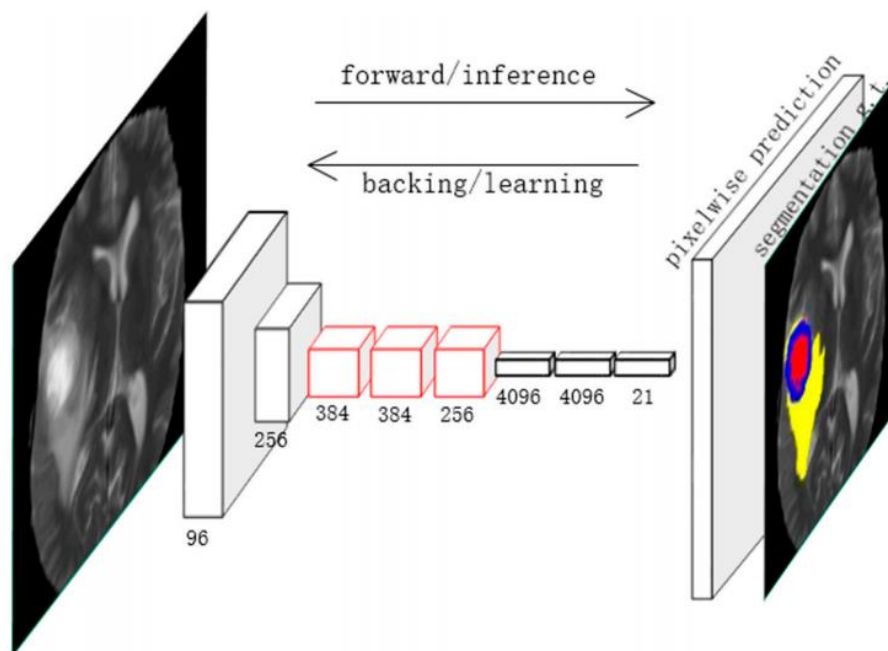 forward/inference
backing/learning
pixelwise prediction
segmentation g.t.
96
256
384
384
256
4096
4096
21